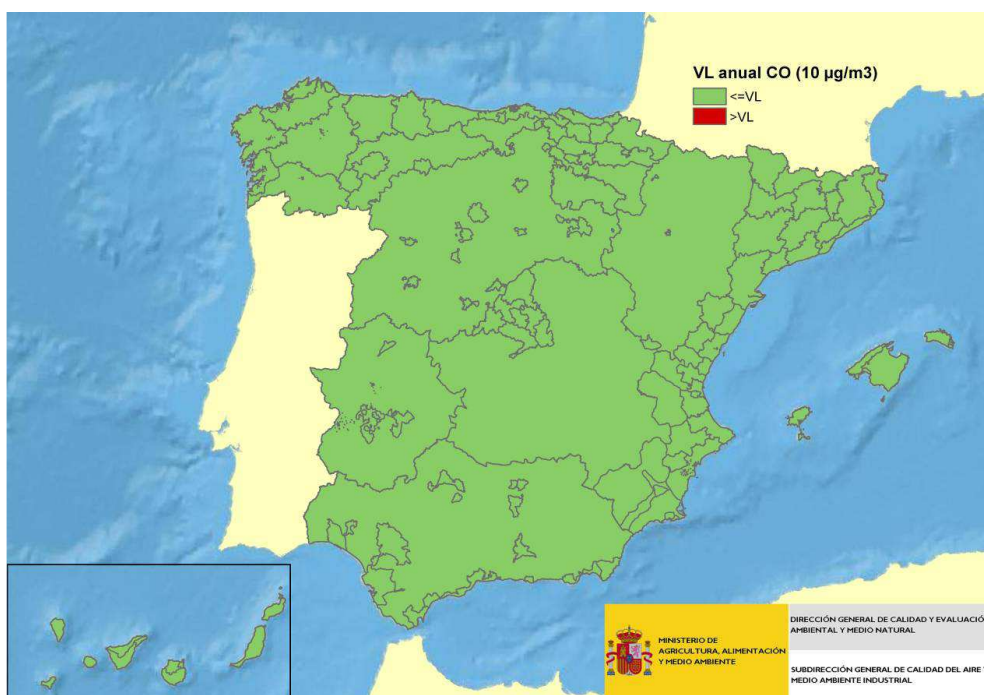 VL anual CO (10 µg/m3)
<=VL
>VL
MINISTERIO DE
AGRICULTURA, ALIMENTACIÓN
Y MEDIO AMBIENTE
DIRECCIÓN GENERAL DE CALIDAD Y EVALUACIÓ
AMBIENTAL Y MEDIO NATURAL
SUBDIRECCIÓN GENERAL DE CALIDAD DEL AIRE Y
MEDIO AMBIENTE INDUSTRIAL